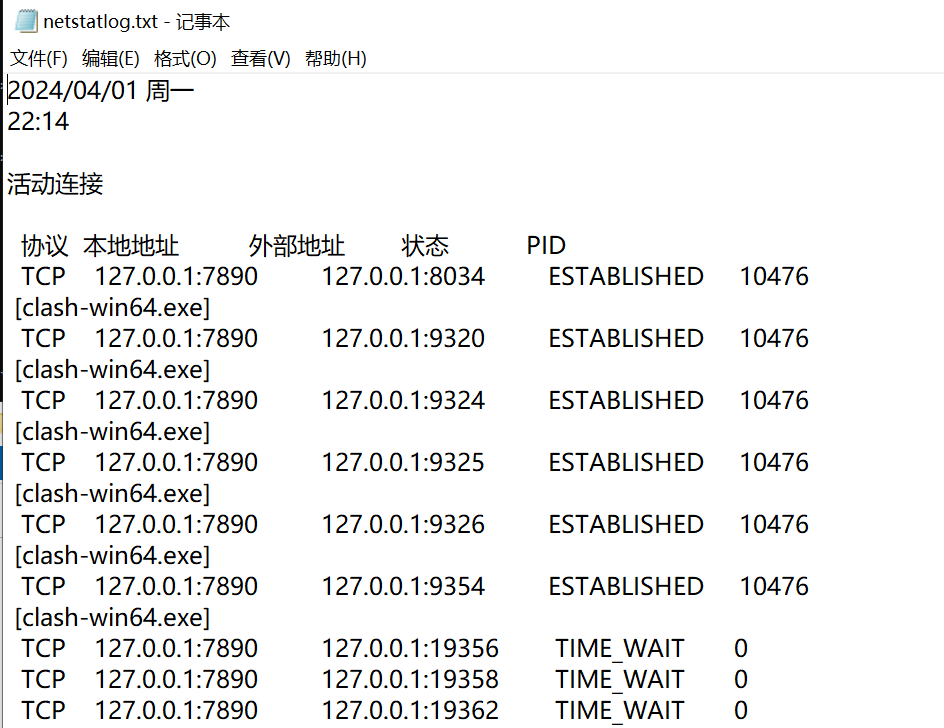 netstatlog.txt - 记事本
文件(F) 编辑(E) 格式(O) 查看(V) 帮助(H)
2024/04/01 周一
22:14
活动连接
协议 本地地址 外部地址 状态 PID
TCP 127.0.0.1:7890 127.0.0.1:8034 ESTABLISHED 10476
[clash-win64.exe]
TCP 127.0.0.1:7890 127.0.0.1:9320 ESTABLISHED 10476
[clash-win64.exe]
TCP 127.0.0.1:7890 127.0.0.1:9324 ESTABLISHED 10476
[clash-win64.exe]
TCP 127.0.0.1:7890 127.0.0.1:9325 ESTABLISHED 10476
[clash-win64.exe]
TCP 127.0.0.1:7890 127.0.0.1:9326 ESTABLISHED 10476
[clash-win64.exe]
TCP 127.0.0.1:7890 127.0.0.1:9354 ESTABLISHED 10476
[clash-win64.exe]
TCP 127.0.0.1:7890 127.0.0.1:19356 TIME_WAIT 0
TCP 127.0.0.1:7890 127.0.0.1:19358 TIME_WAIT 0
TCP 127.0.0.1:7890 127.0.0.1:19362 TIME_WAIT 0